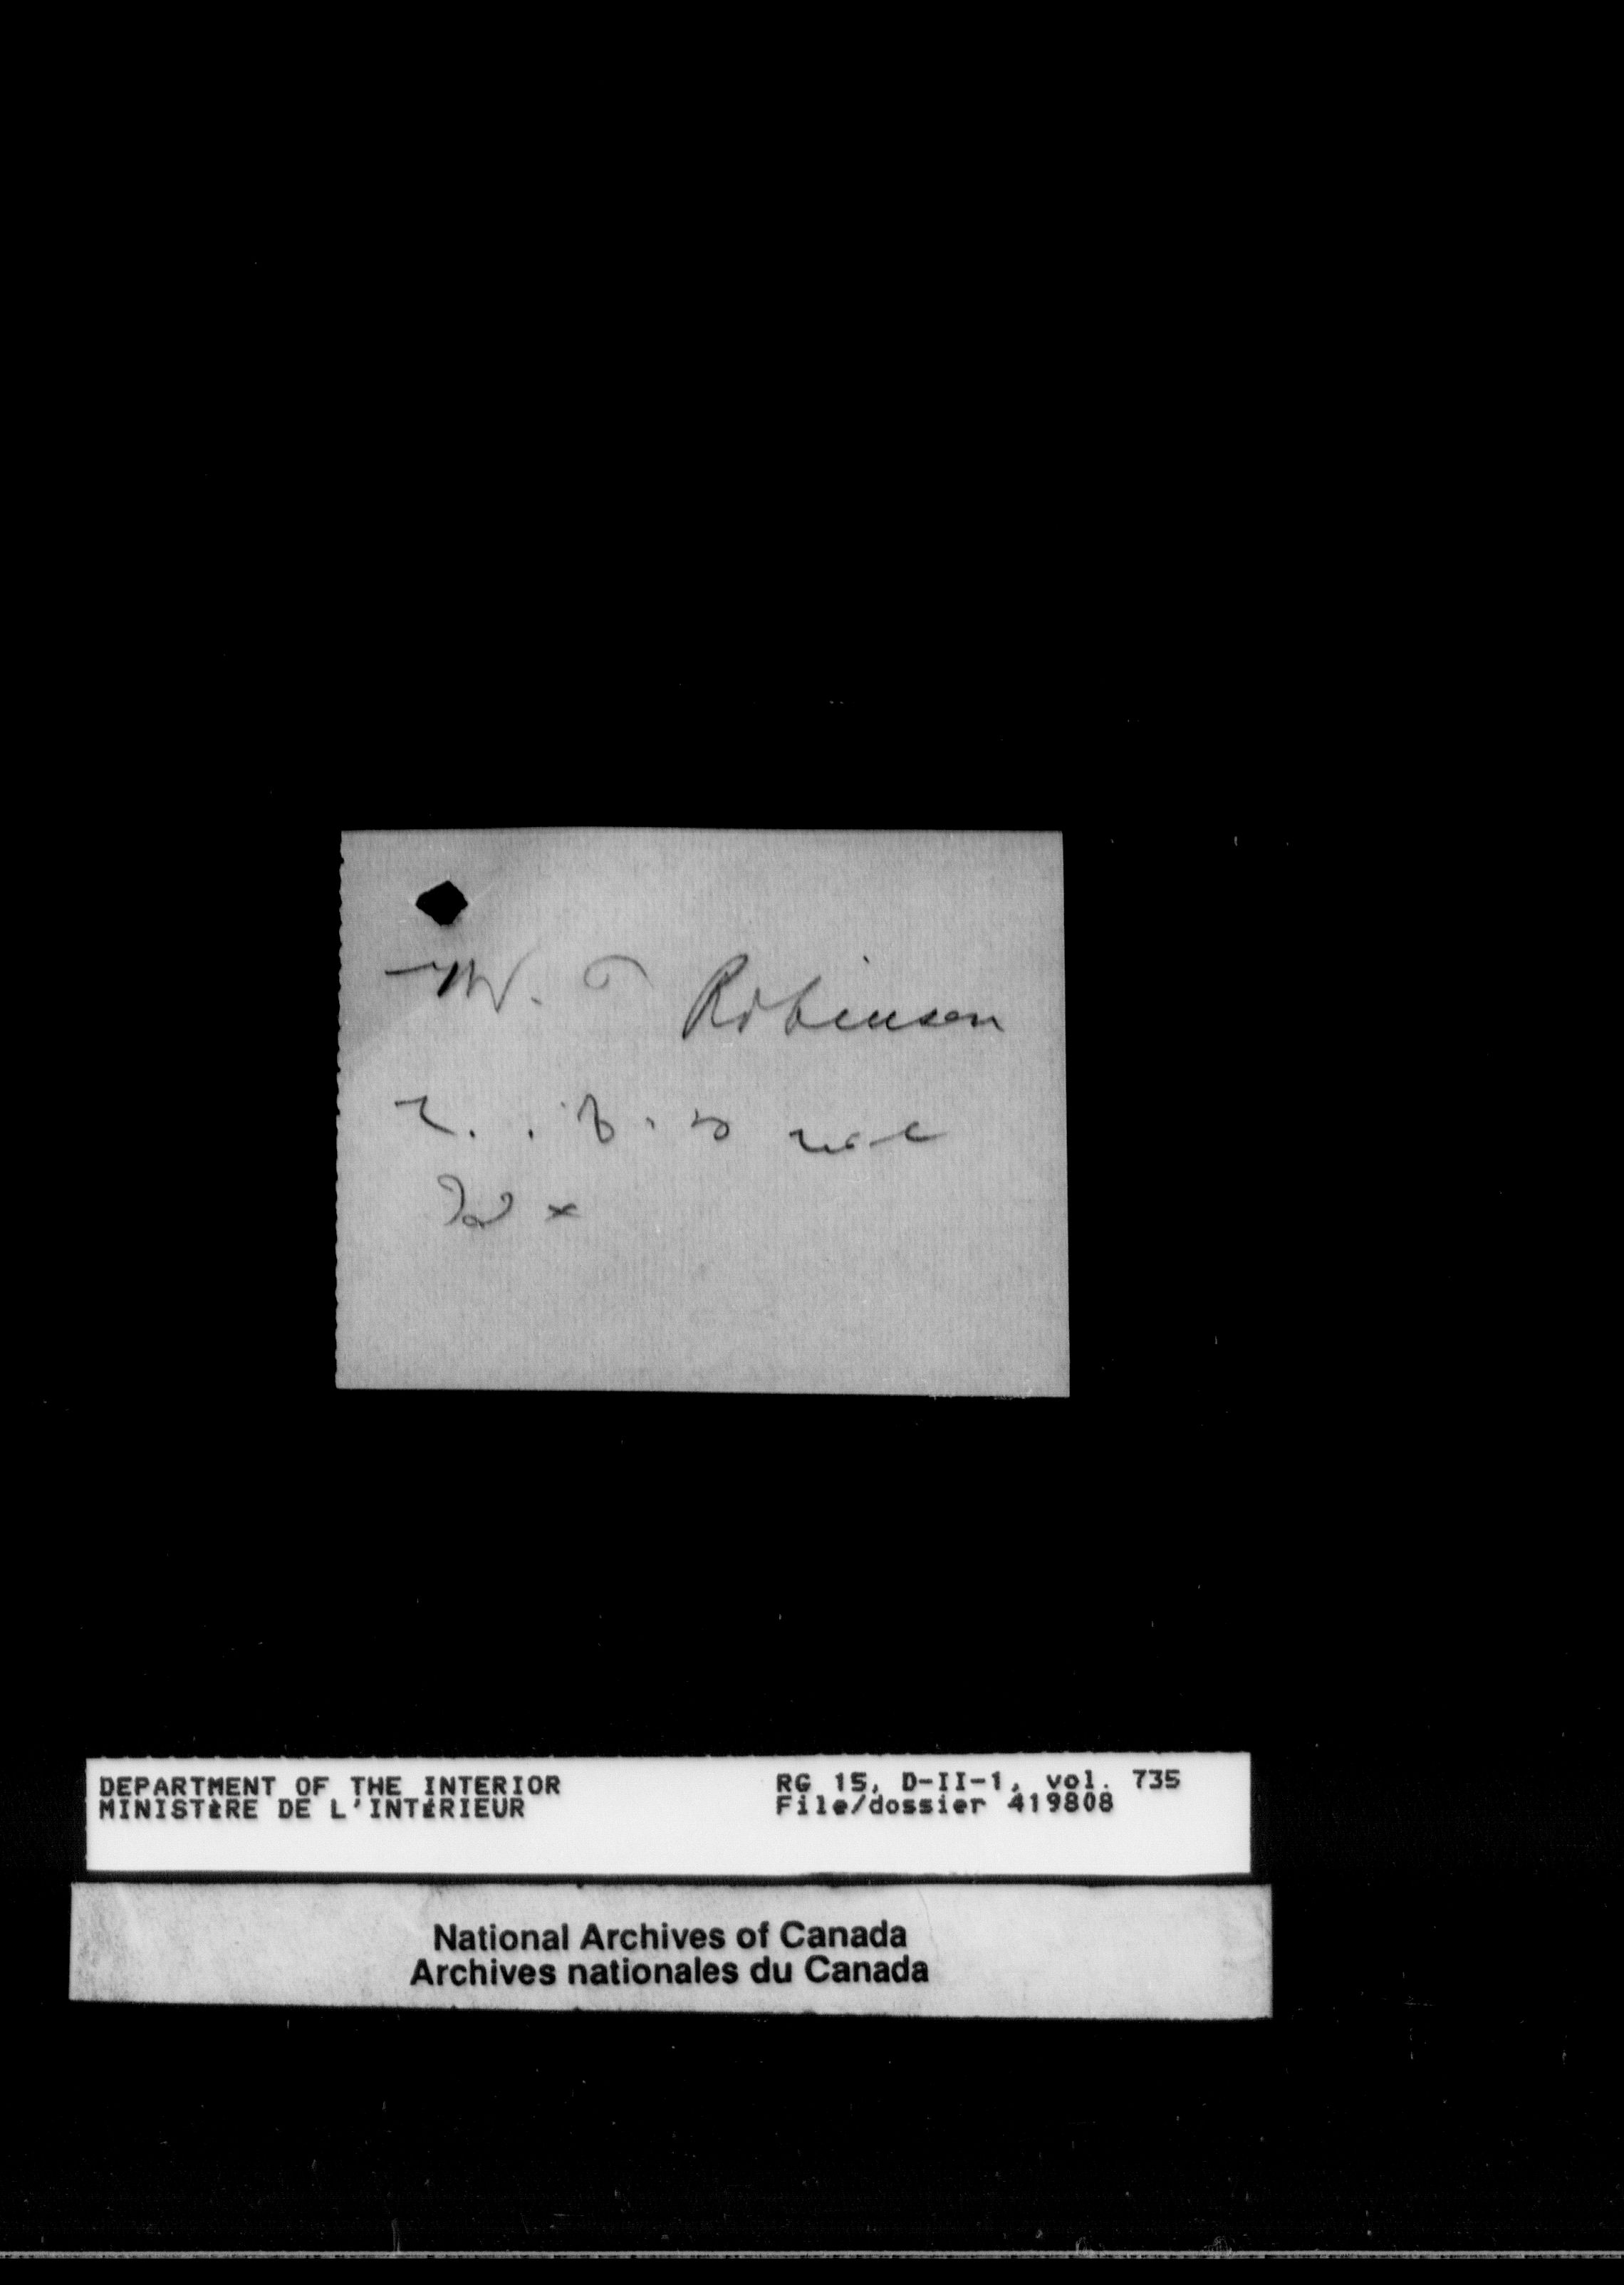 W. T Robinson
DEPARTMENT OF THE INTERIOR
MINISTÈRE DE L'INTÉRIEUR
RG 15, D-II-1, vol. 735
File/dossier 419808
National Archives of Canada
Archives nationales du Canada